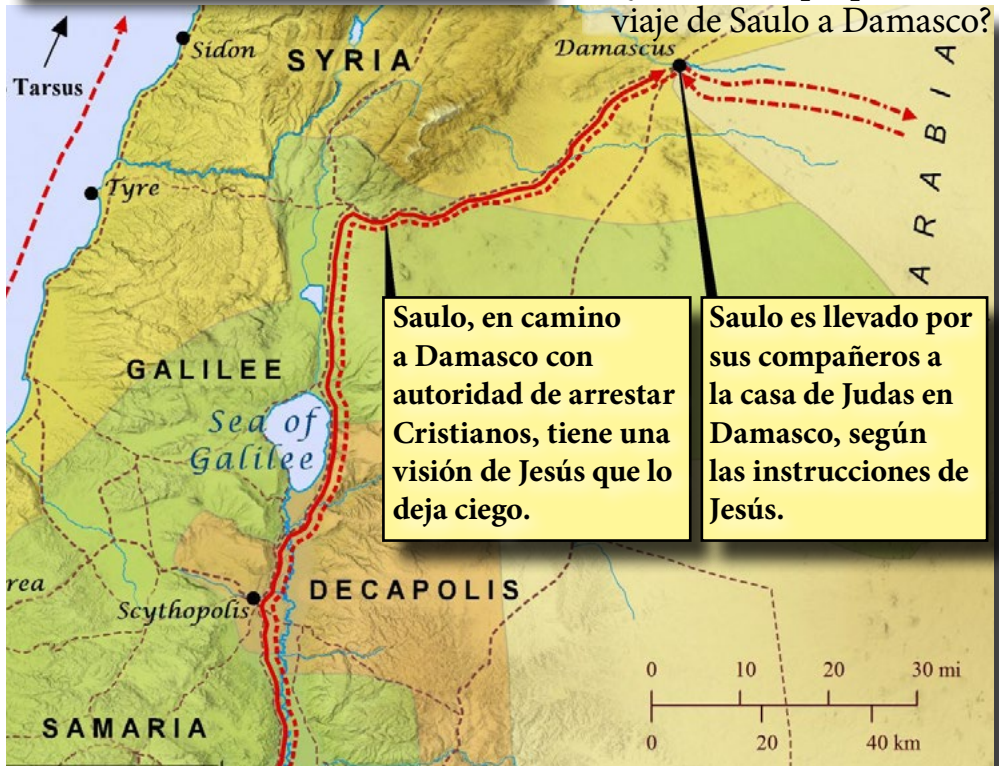 viaje de Saulo a Damasco?
Sidon
SYRIA
Damascus
Tarsus
Tyre
ARABIA
Saulo, en camino
a Damasco con
autoridad de arrestar
Cristianos, tiene una
visión de Jesús que lo
deja ciego.
Saulo es llevado por
sus compañeros a
la casa de Judas en
Damasco, según
las instrucciones de
Jesús.
GALILEE
Sea of
Galilee
DECAPOLIS
rea
Scythopolis
SAMARIA
0 10 20 30 mi
0 20 40 km